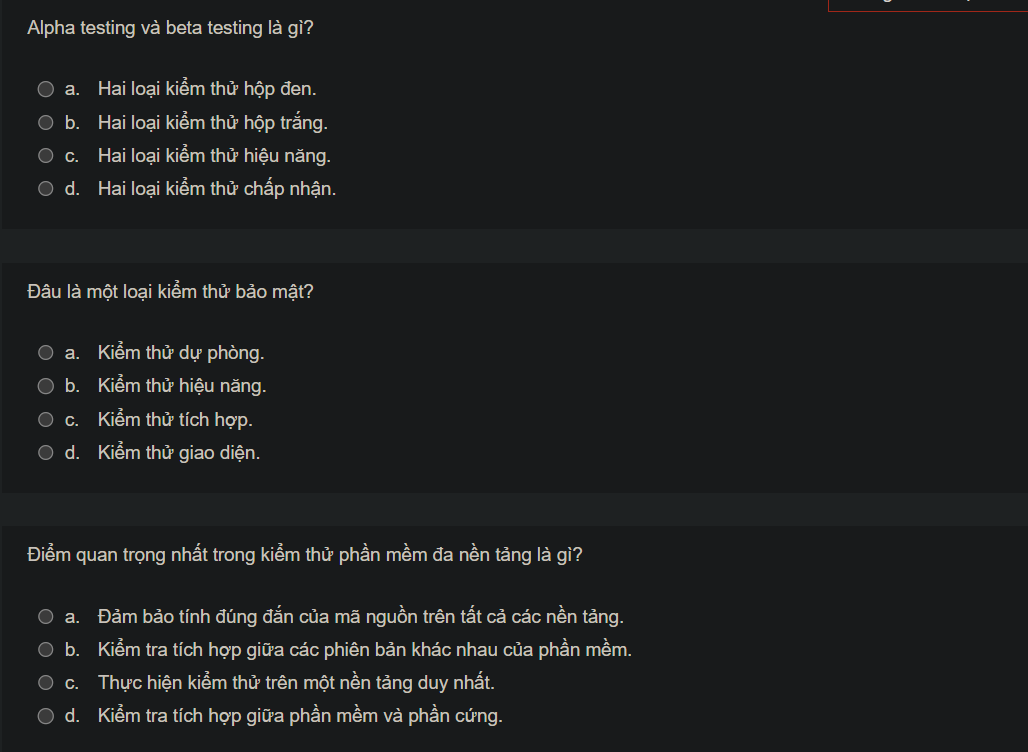 Alpha testing và beta testing là gì?
a. Hai loại kiểm thử hộp đen.
b. Hai loại kiểm thử hộp trắng.
c. Hai loại kiểm thử hiệu năng.
d. Hai loại kiểm thử chấp nhận.
Đâu là một loại kiểm thử bảo mật?
a. Kiểm thử dự phòng.
b. Kiểm thử hiệu năng.
c. Kiểm thử tích hợp.
d. Kiểm thử giao diện.
Điểm quan trọng nhất trong kiểm thử phần mềm đa nền tảng là gì?
a. Đảm bảo tính đúng đắn của mã nguồn trên tất cả các nền tảng.
b. Kiểm tra tích hợp giữa các phiên bản khác nhau của phần mềm.
c. Thực hiện kiểm thử trên một nền tảng duy nhất.
d. Kiểm tra tích hợp giữa phần mềm và phần cứng.